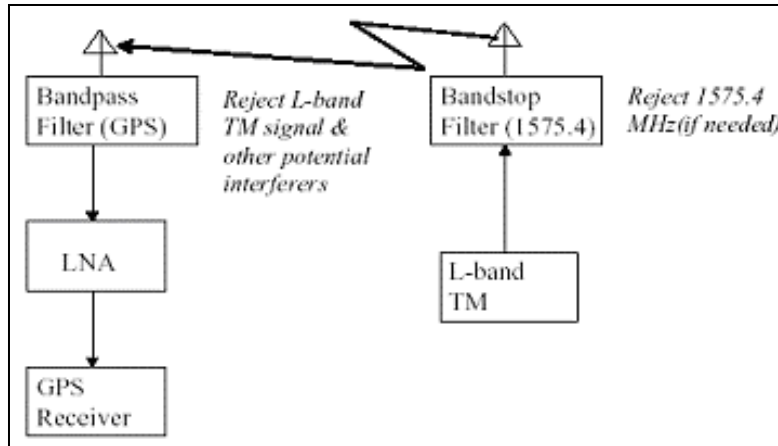 Bandpass
Filter (GPS)
Reject L-band
TM signal &
other potential
interferers
Bandstop
Filter (1575.4)
Reject 1575.4
MHz(if needed)
LNA
L-band
TM
GPS
Receiver